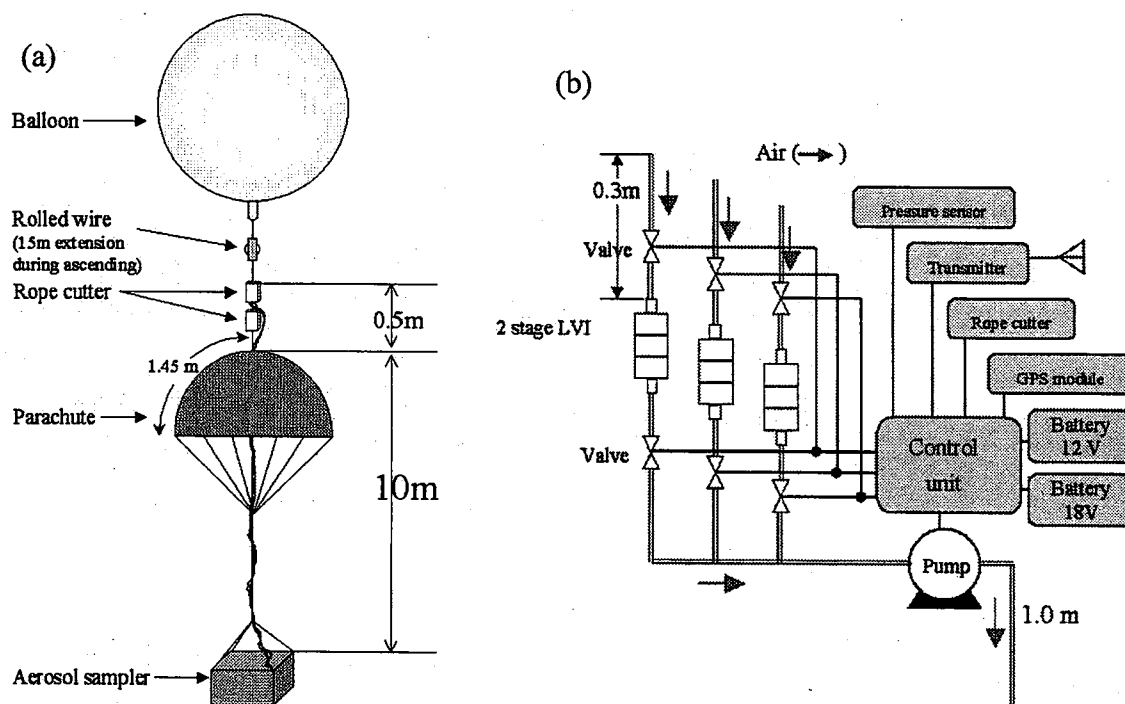 (a)
Balloon
Rolled wire
(15m extension
during ascending)
Rope cutter
0.5m
1.45 m
Parachute
10m
Aerosol sampler
(b)
Air ( )
0.3m
Pressure sensor
Valve
Transmitter
2 stage LVI
Rope cutter
GPS module
Valve
Control
unit
Battery
12 V
Battery
18V
Pump
1.0 m